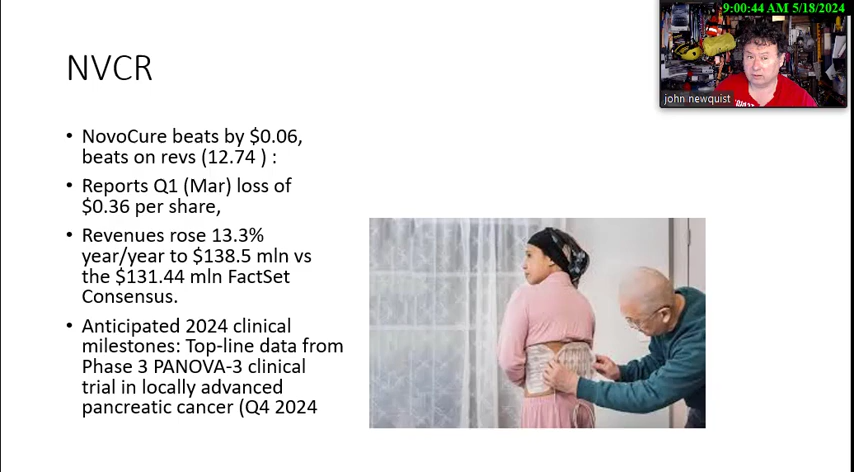 9:00:44 AM 5/18/2024
john newquist
NVCR
• NovoCure beats by $0.06,
beats on revs (12.74 ) :
• Reports Q1 (Mar) loss of
$0.36 per share,
• Revenues rose 13.3%
year/year to $138.5 mln vs
the $131.44 mln FactSet
Consensus.
• Anticipated 2024 clinical
milestones: Top-line data from
Phase 3 PANOVA-3 clinical
trial in locally advanced
pancreatic cancer (Q4 2024